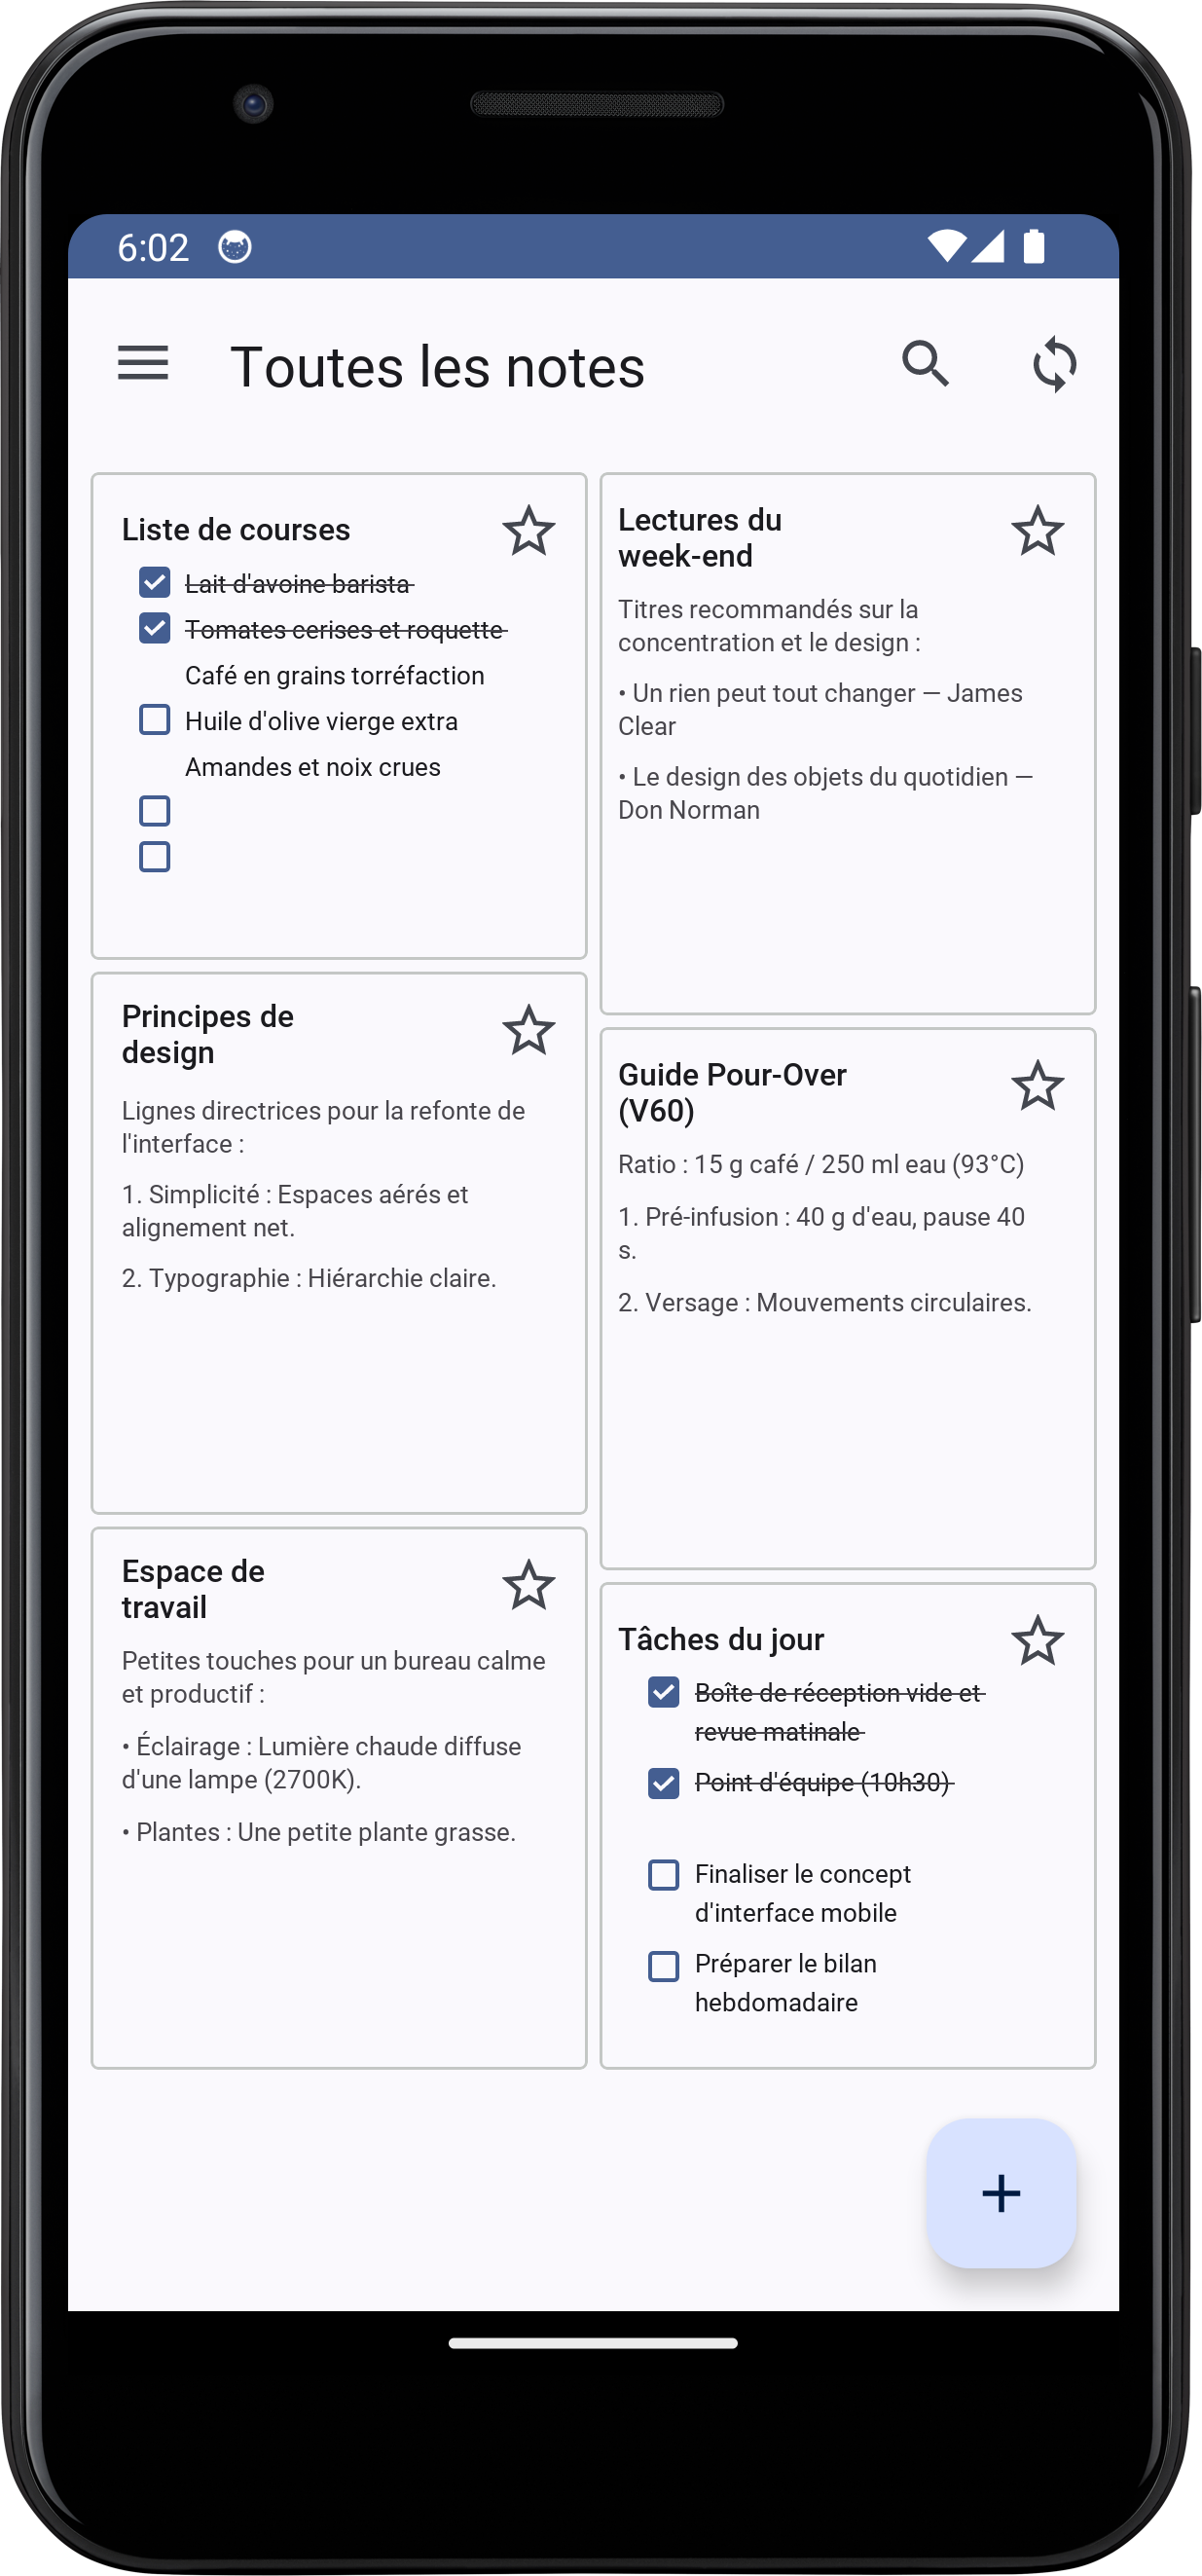 6:02
Toutes les notes
Liste de courses
Lait d'avoine barista
Tomates cerises et roquette
Café en grains torréfaction
Huile d'olive vierge extra
Amandes et noix crues
Principes de
design
Lignes directrices pour la refonte de
l'interface :
1. Simplicité : Espaces aérés et
alignement net.
2. Typographie : Hiérarchie claire.
Espace de
travail
Petites touches pour un bureau calme
et productif :
• Éclairage : Lumière chaude diffuse
d'une lampe (2700K).
• Plantes : Une petite plante grasse.
Lectures du
week-end
Titres recommandés sur la
concentration et le design :
• Un rien peut tout changer — James
Clear
• Le design des objets du quotidien —
Don Norman
Guide Pour-Over
(V60)
Ratio : 15 g café / 250 ml eau (93°C)
1. Pré-infusion : 40 g d'eau, pause 40
s.
2. Versage : Mouvements circulaires.
Tâches du jour
Boîte de réception vide et
revue matinale
Point d'équipe (10h30)
Finaliser le concept
d'interface mobile
Préparer le bilan
hebdomadaire